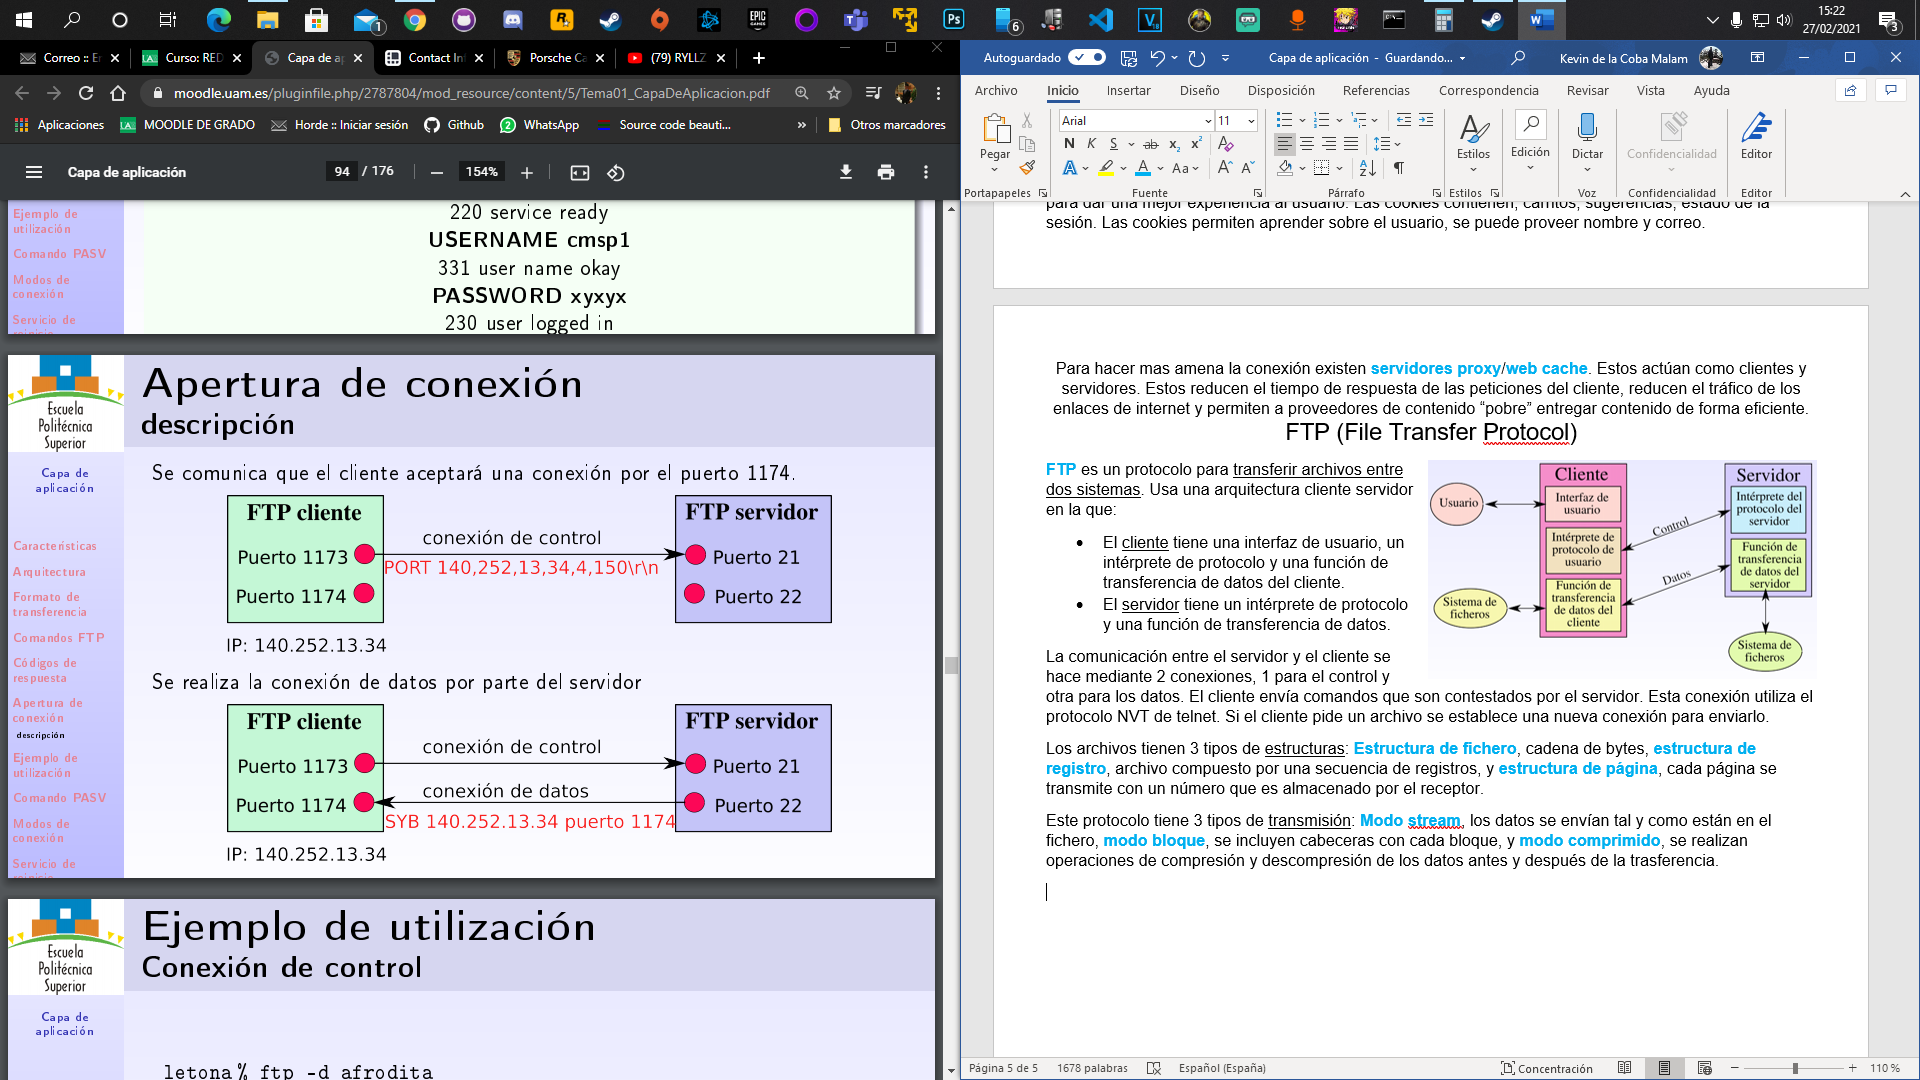 15:22
27/02/2021
1
6
3
Correo :: E
Curso: RED
Capa de a
Contact In
Porsche Ca
(79) RYLLZ
moodle.uam.es/pluginfile.php/2787804/mod_resource/content/5/Tema01_CapaDeAplicacion.pdf
Aplicaciones
MOODLE DE GRADO
Horde :: Iniciar sesión
Github
WhatsApp
Source code beauti...
»
Otros marcadores
Capa de aplicación
94 / 176
154%
Ejemplo de
utilización
Comando PASV
Modos de
conexión
Servicio de
220 service ready
USERNAME cmsp1
331 user name okay
PASSWORD xyxyx
230 user logged in
Escuela
Politécnica
Superior
Capa de
aplicación
Características
Arquitectura
Formato de
transferencia
Comandos FTP
Códigos de
respuesta
Apertura de
conexión
descripción
Ejemplo de
utilización
Comando PASV
Modos de
conexión
Servicio de
Apertura de conexión
descripción
Se comunica que el cliente aceptará una conexión por el puerto 1174.
FTP cliente
Puerto 1173
Puerto 1174
conexión de control
PORT 140,252,13,34,4,150\r\n
FTP servidor
Puerto 21
Puerto 22
IP: 140.252.13.34
Se realiza la conexión de datos por parte del servidor
FTP cliente
Puerto 1173
Puerto 1174
conexión de control
conexión de datos
SYB 140.252.13.34 puerto 1174
FTP servidor
Puerto 21
Puerto 22
IP: 140.252.13.34
Escuela
Politécnica
Superior
Capa de
aplicación
Ejemplo de utilización
Conexión de control
letona% ftp -d afrodita
Autoguardado
Capa de aplicación - Guardando...
Kevin de la Coba Malam
Archivo
Inicio
Insertar
Diseño
Disposición
Referencias
Correspondencia
Revisar
Vista
Ayuda
Pegar
Arial
11
N K S ab x₂ x²
Aa
Estilos
Edición
Dictar
Confidencialidad
Editor
Portapapeles
Fuente
Párrafo
Estilos
Voz
Confidencialidad
Editor
para dar una mejor experiencia al usuario. Las cookies contienen, carritos, sugerencias, estado de la
sesión. Las cookies permiten aprender sobre el usuario, se puede proveer nombre y correo.
Para hacer mas amena la conexión existen servidores proxy/web cache. Estos actúan como clientes y
servidores. Estos reducen el tiempo de respuesta de las peticiones del cliente, reducen el tráfico de los
enlaces de internet y permiten a proveedores de contenido “pobre” entregar contenido de forma eficiente.
FTP (File Transfer Protocol)
FTP es un protocolo para transferir archivos entre
dos sistemas. Usa una arquitectura cliente servidor
en la que:
• El cliente tiene una interfaz de usuario, un
intérprete de protocolo y una función de
transferencia de datos del cliente.
• El servidor tiene un intérprete de protocolo
y una función de transferencia de datos.
Usuario
Cliente
Interfaz de
usuario
Intérprete de
protocolo de
usuario
Función de
transferencia
de datos del
cliente
Sistema de
ficheros
Control
Datos
Servidor
Intérprete del
protocolo del
servidor
Función de
transferencia
de datos del
servidor
Sistema de
ficheros
La comunicación entre el servidor y el cliente se
hace mediante 2 conexiones, 1 para el control y
otra para los datos. El cliente envía comandos que son contestados por el servidor. Esta conexión utiliza el
protocolo NVT de telnet. Si el cliente pide un archivo se establece una nueva conexión para enviarlo.
Los archivos tienen 3 tipos de estructuras: Estructura de fichero, cadena de bytes, estructura de
registro, archivo compuesto por una secuencia de registros, y estructura de página, cada página se
transmite con un número que es almacenado por el receptor.
Este protocolo tiene 3 tipos de transmisión: Modo stream, los datos se envían tal y como están en el
fichero, modo bloque, se incluyen cabeceras con cada bloque, y modo comprimido, se realizan
operaciones de compresión y descompresión de los datos antes y después de la trasferencia.
Página 5 de 5
1678 palabras
Español (España)
Concentración
110 %